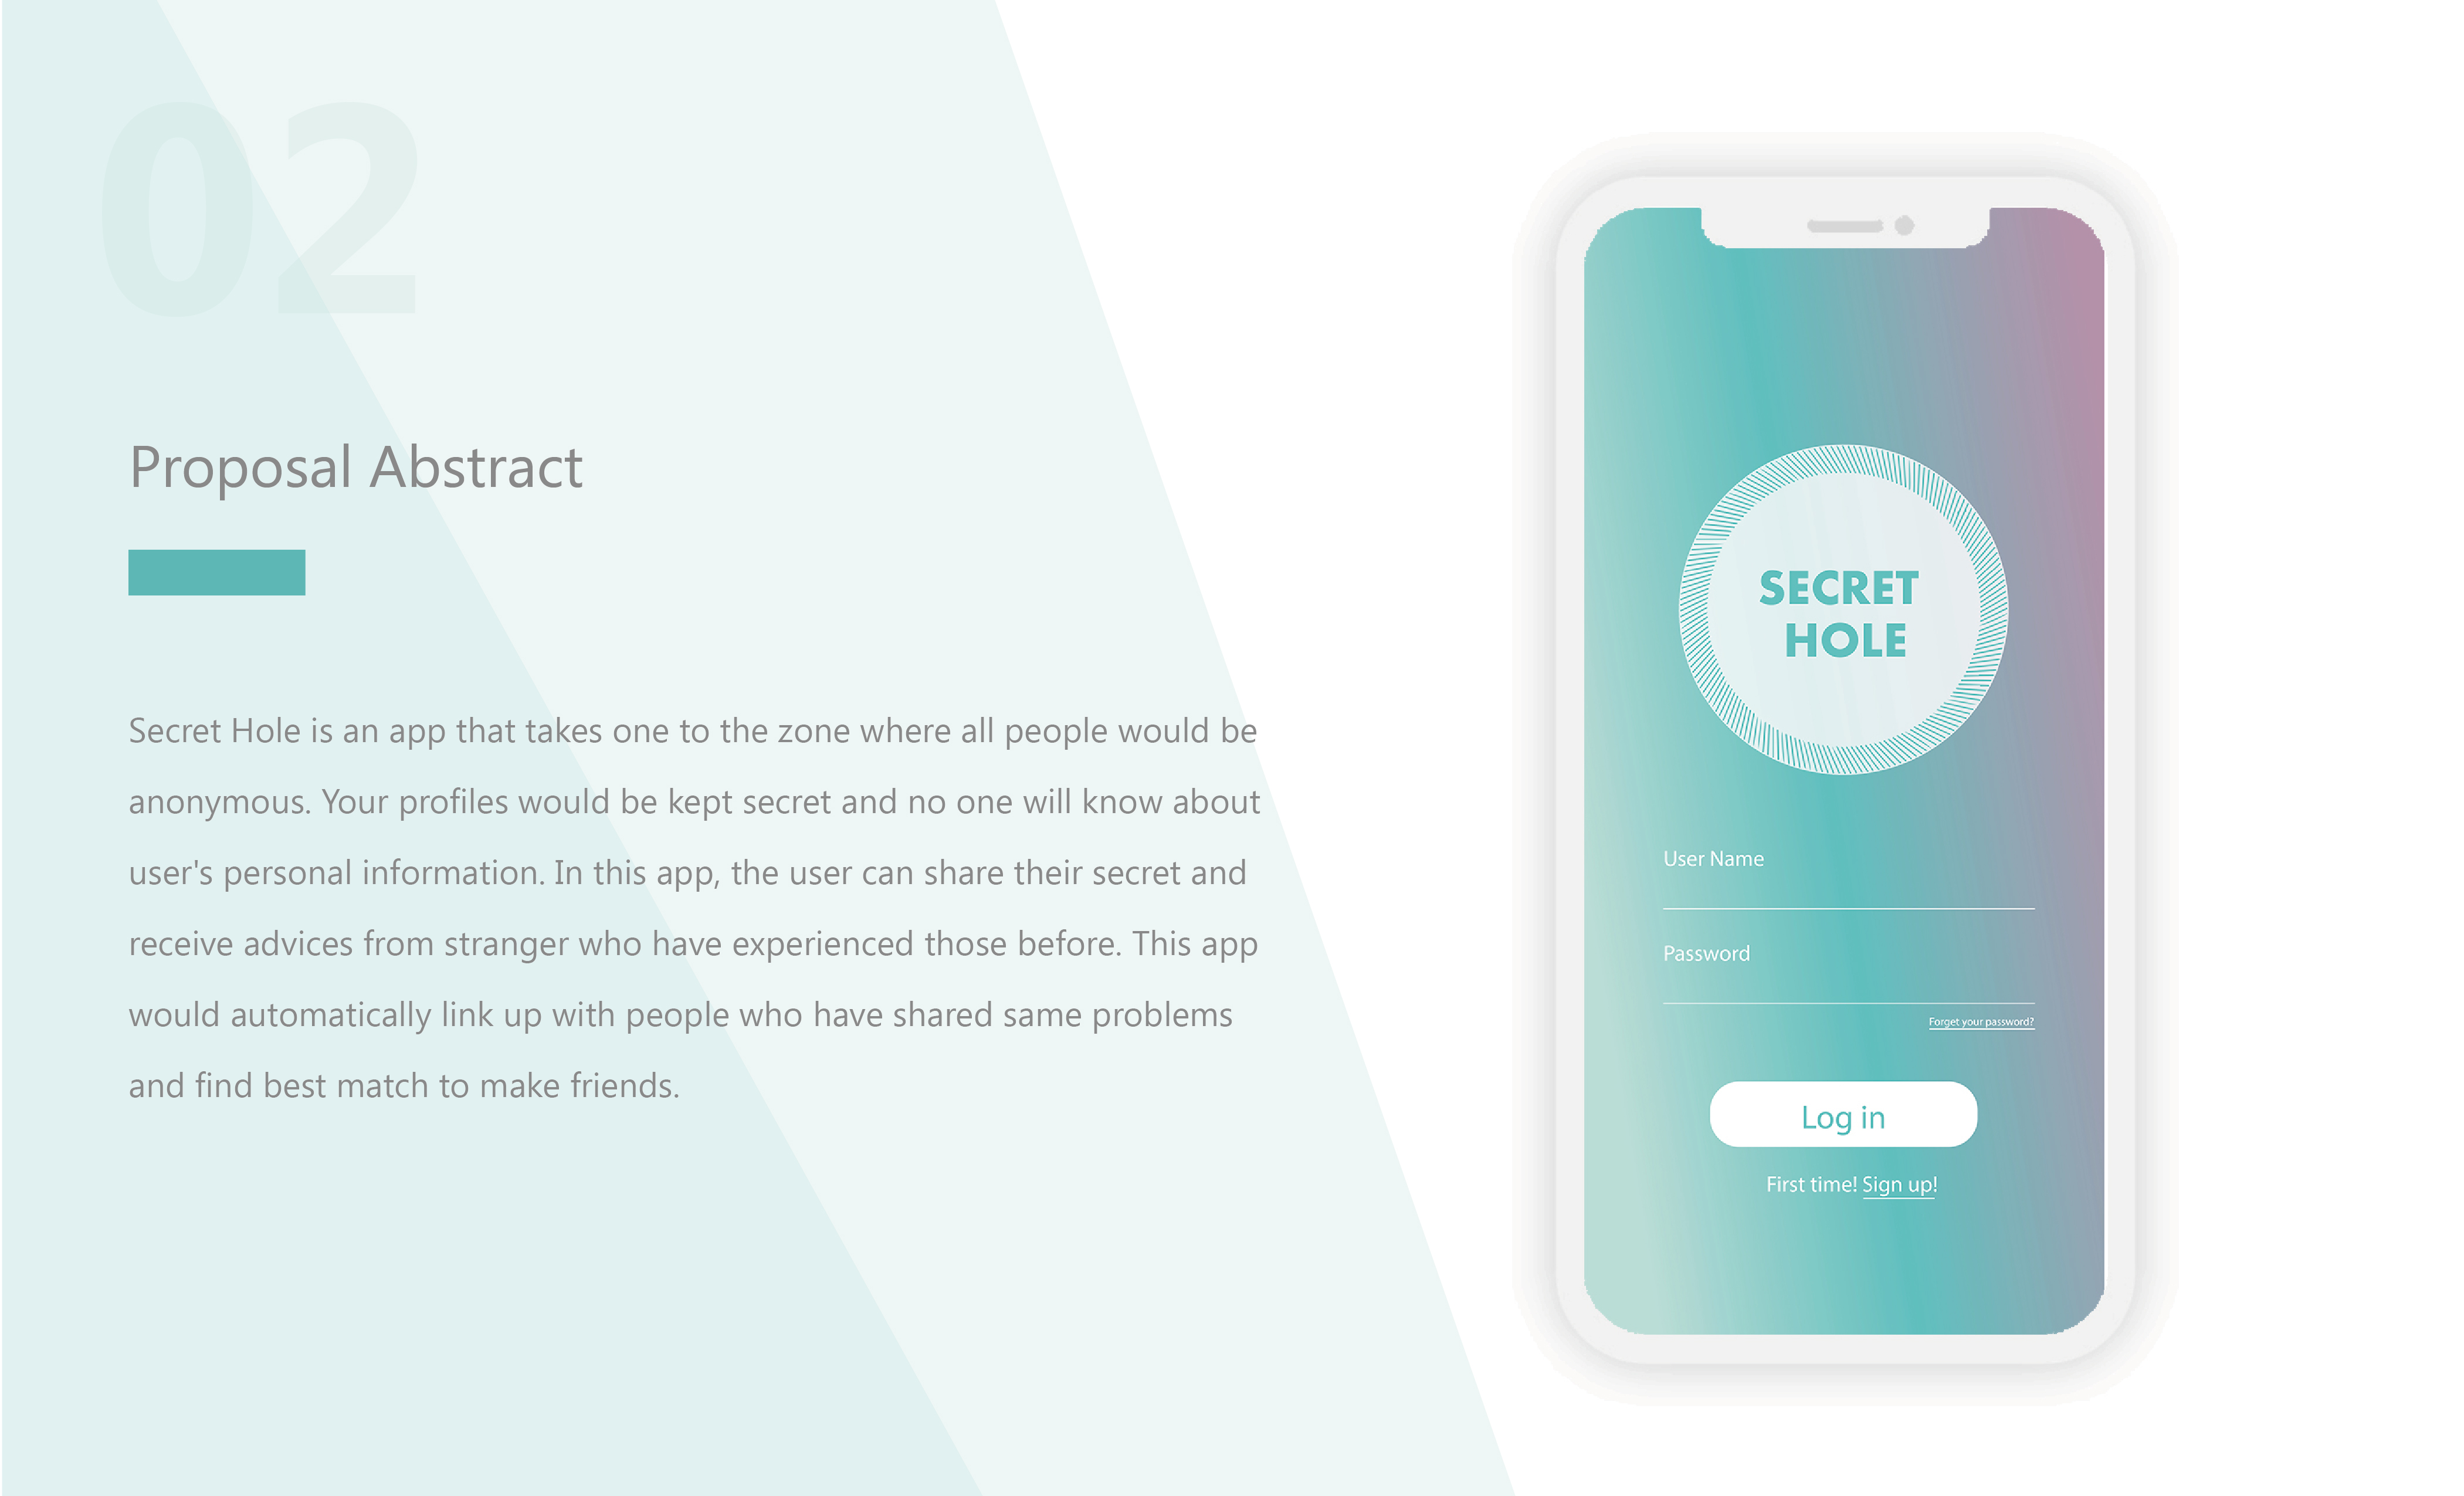 02
Proposal Abstract
Secret Hole is an app that takes one to the zone where all people would be
anonymous. Your profiles would be kept secret and no one will know about
user's personal information. In this app, the user can share their secret and
receive advices from stranger who have experienced those before. This app
would automatically link up with people who have shared same problems
and find best match to make friends.
SECRET
HOLE
User Name
Password
Forget your password?
Log in
First time! Sign up!